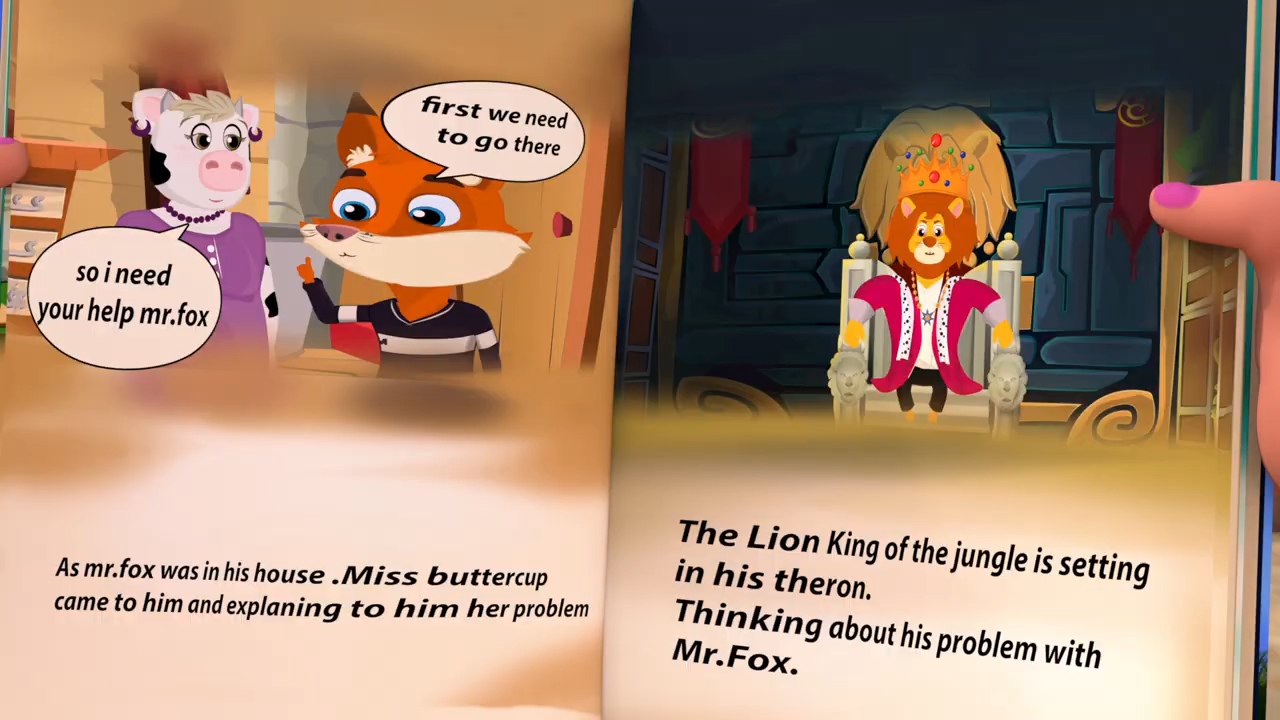 first we need
to go there
so i need
your help mr.fox
As mr.fox was in his house .Miss buttercup
came to him and explaning to him her problem
The Lion King of the jungle is setting
in his theron.
Thinking about his problem with
Mr.Fox.